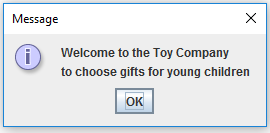 Message
Welcome to the Toy Company
to choose gifts for young children
OK